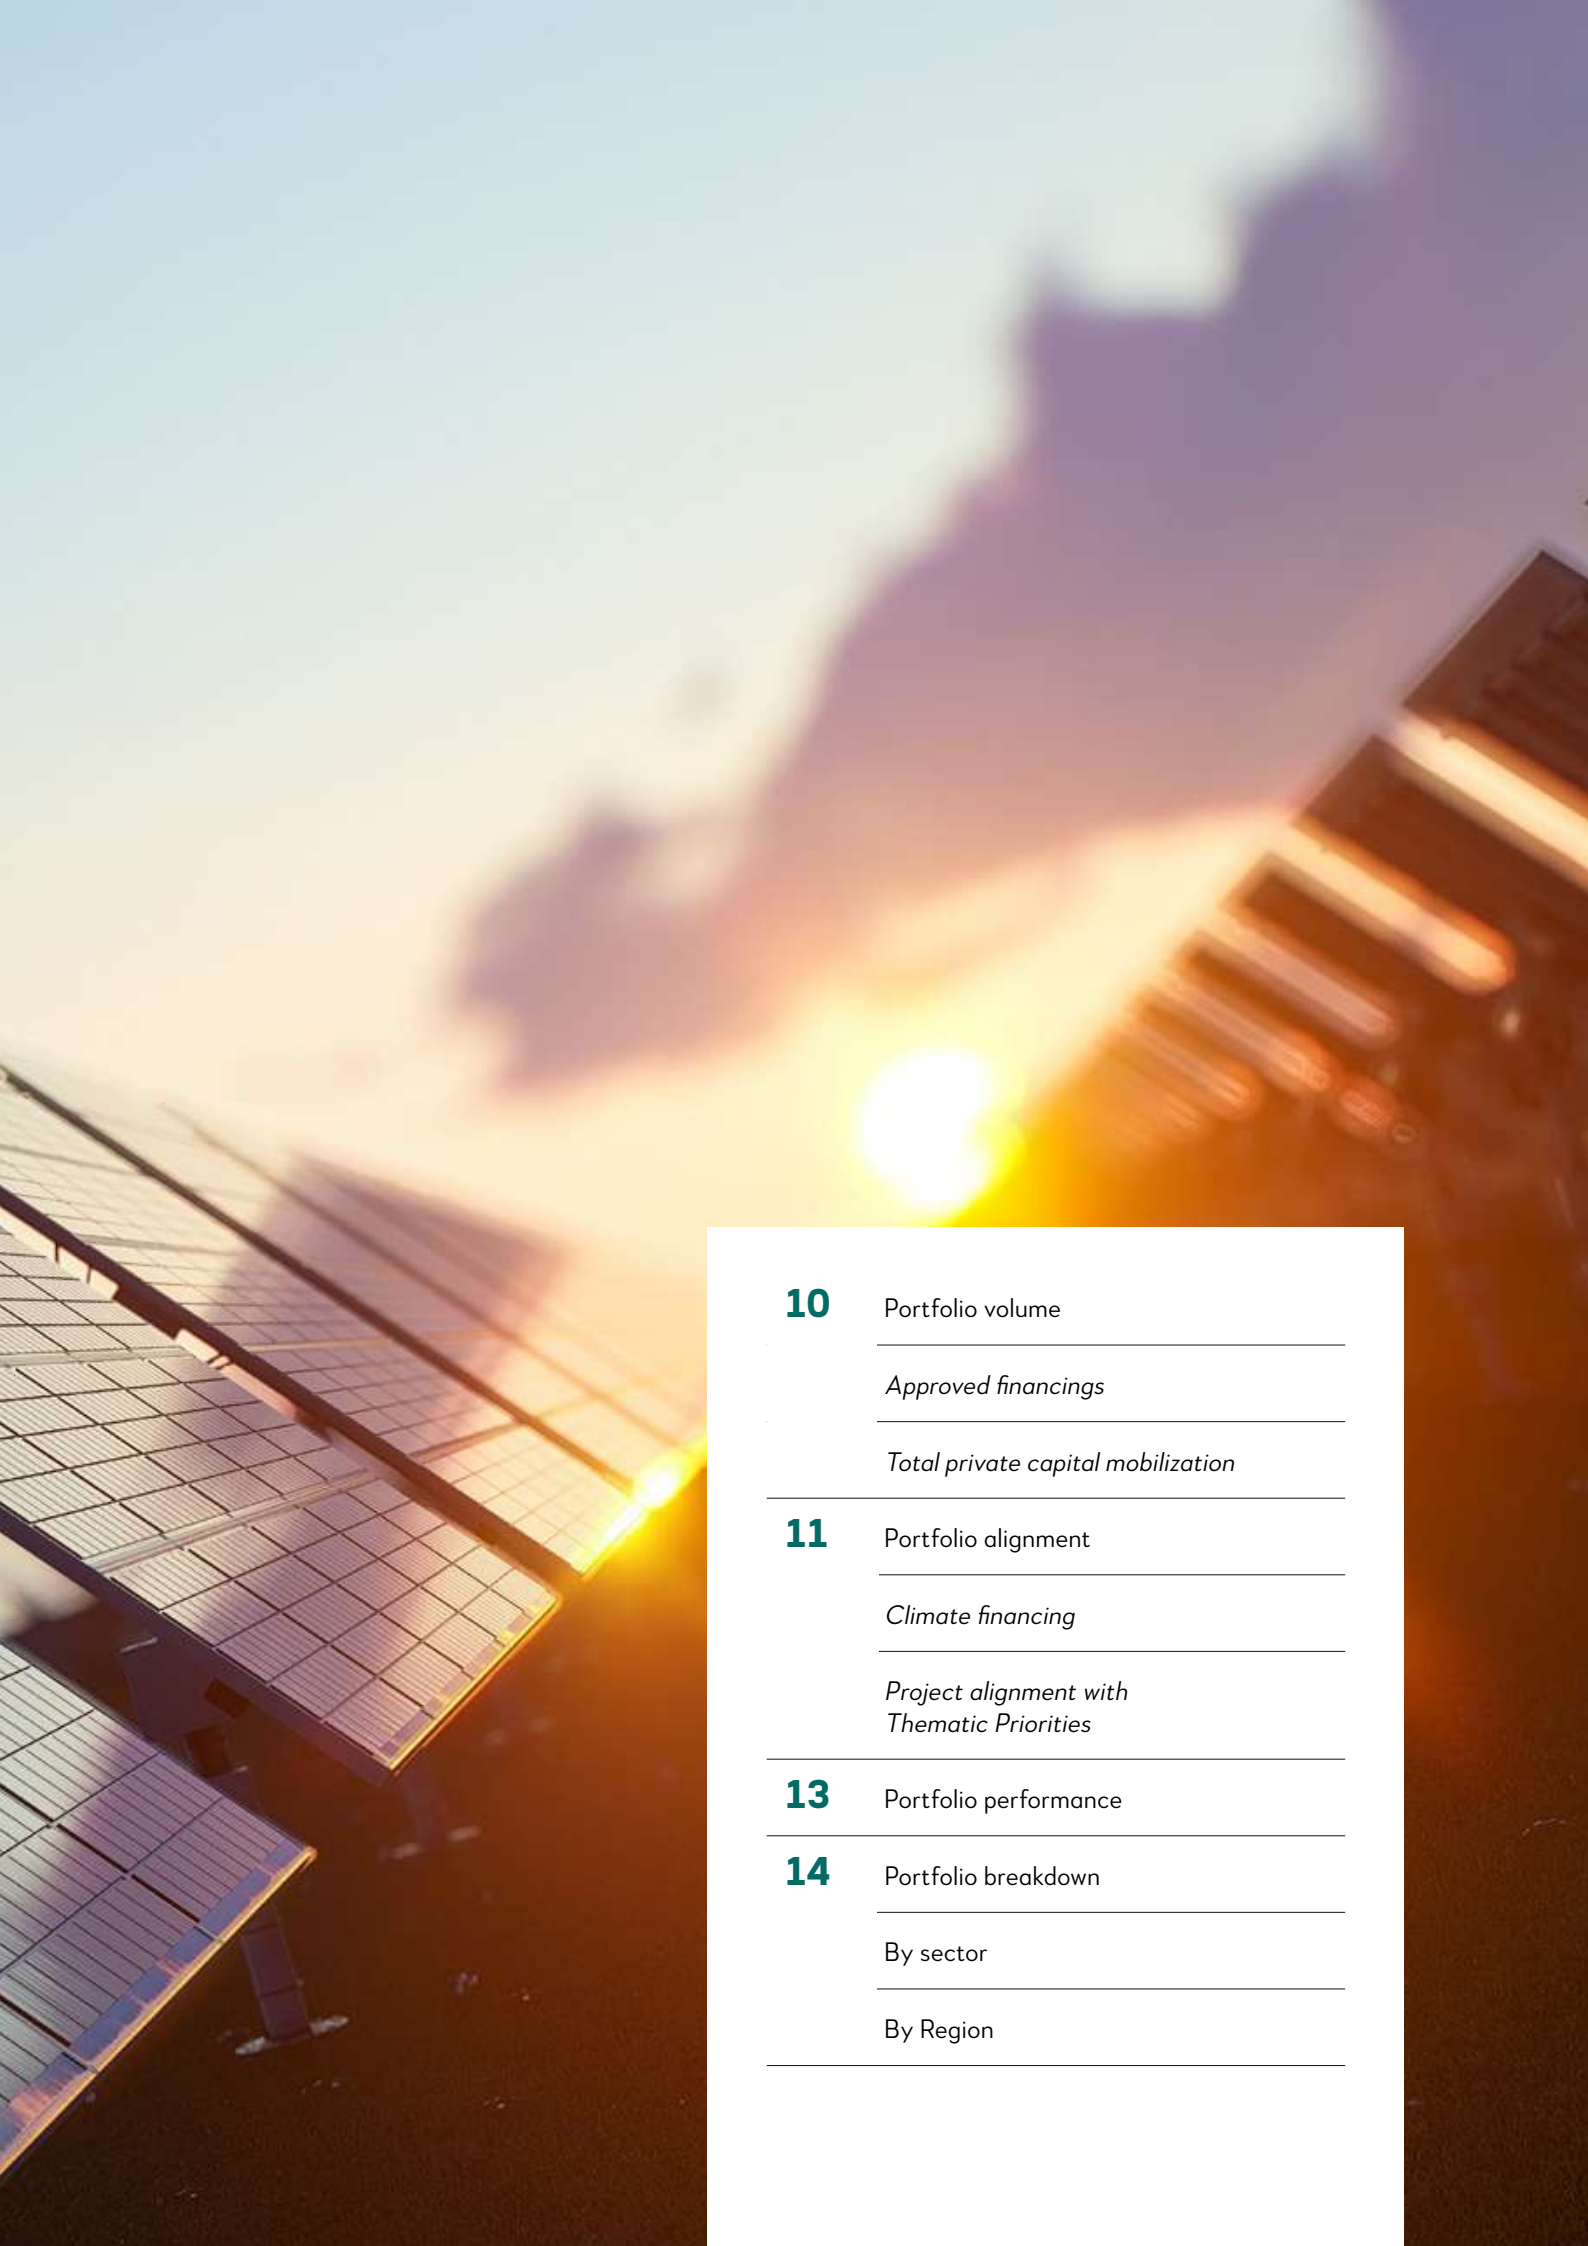 10 Portfolio volume
Approved financings
Total private capital mobilization
11 Portfolio alignment
Climate financing
Project alignment with
Thematic Priorities
13 Portfolio performance
14 Portfolio breakdown
By sector
By Region